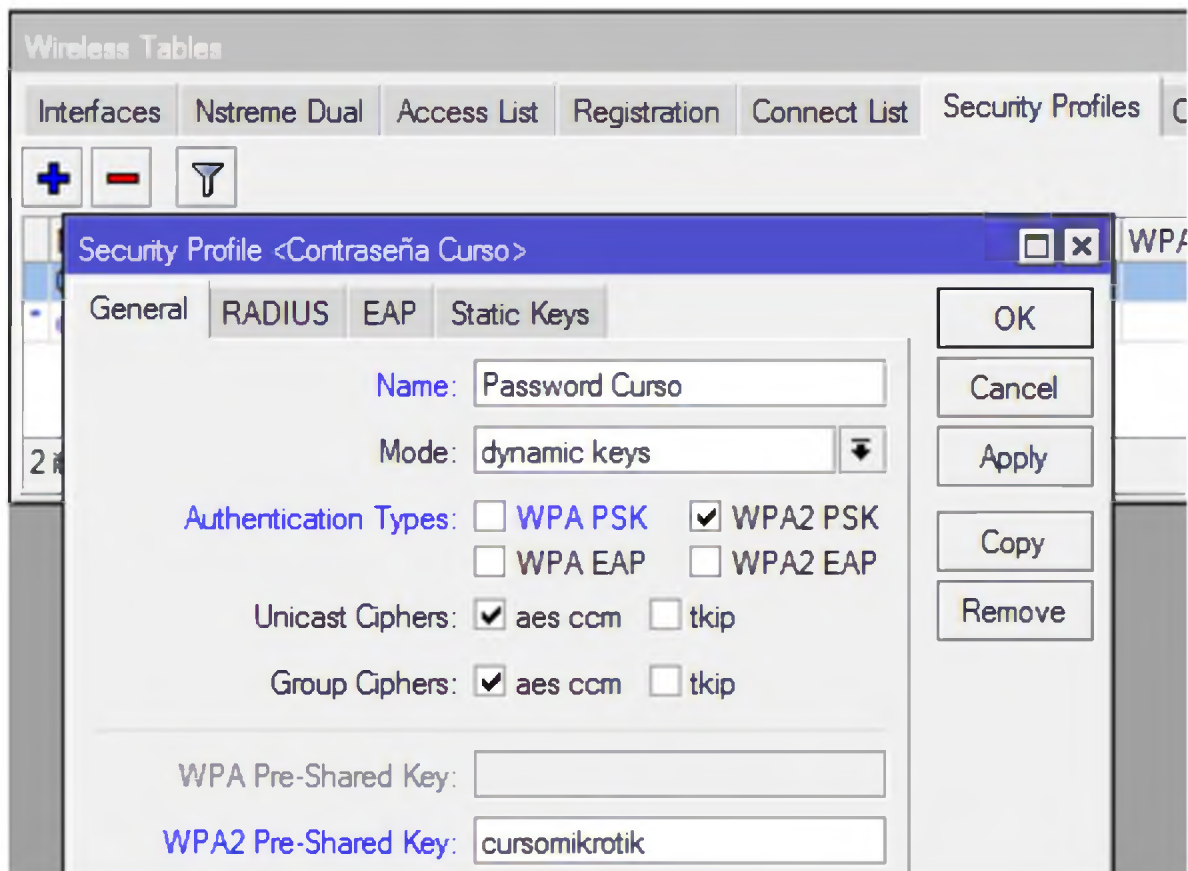 Wireless Tables
Interfaces Nstreme Dual Access List Registration Connect List Security Profiles
WPA
Security Profile <Contraseña Curso>
General RADIUS EAP Static Keys
OK
Name: Password Curso
Cancel
Mode: dynamic keys
Apply
2
Authentication Types: WPA PSK WPA2 PSK
WPA EAP WPA2 EAP
Copy
Unicast Ciphers: aes ccm tkip
Remove
Group Ciphers: aes ccm tkip
WPA Pre-Shared Key:
WPA2 Pre-Shared Key: cursomikrotik